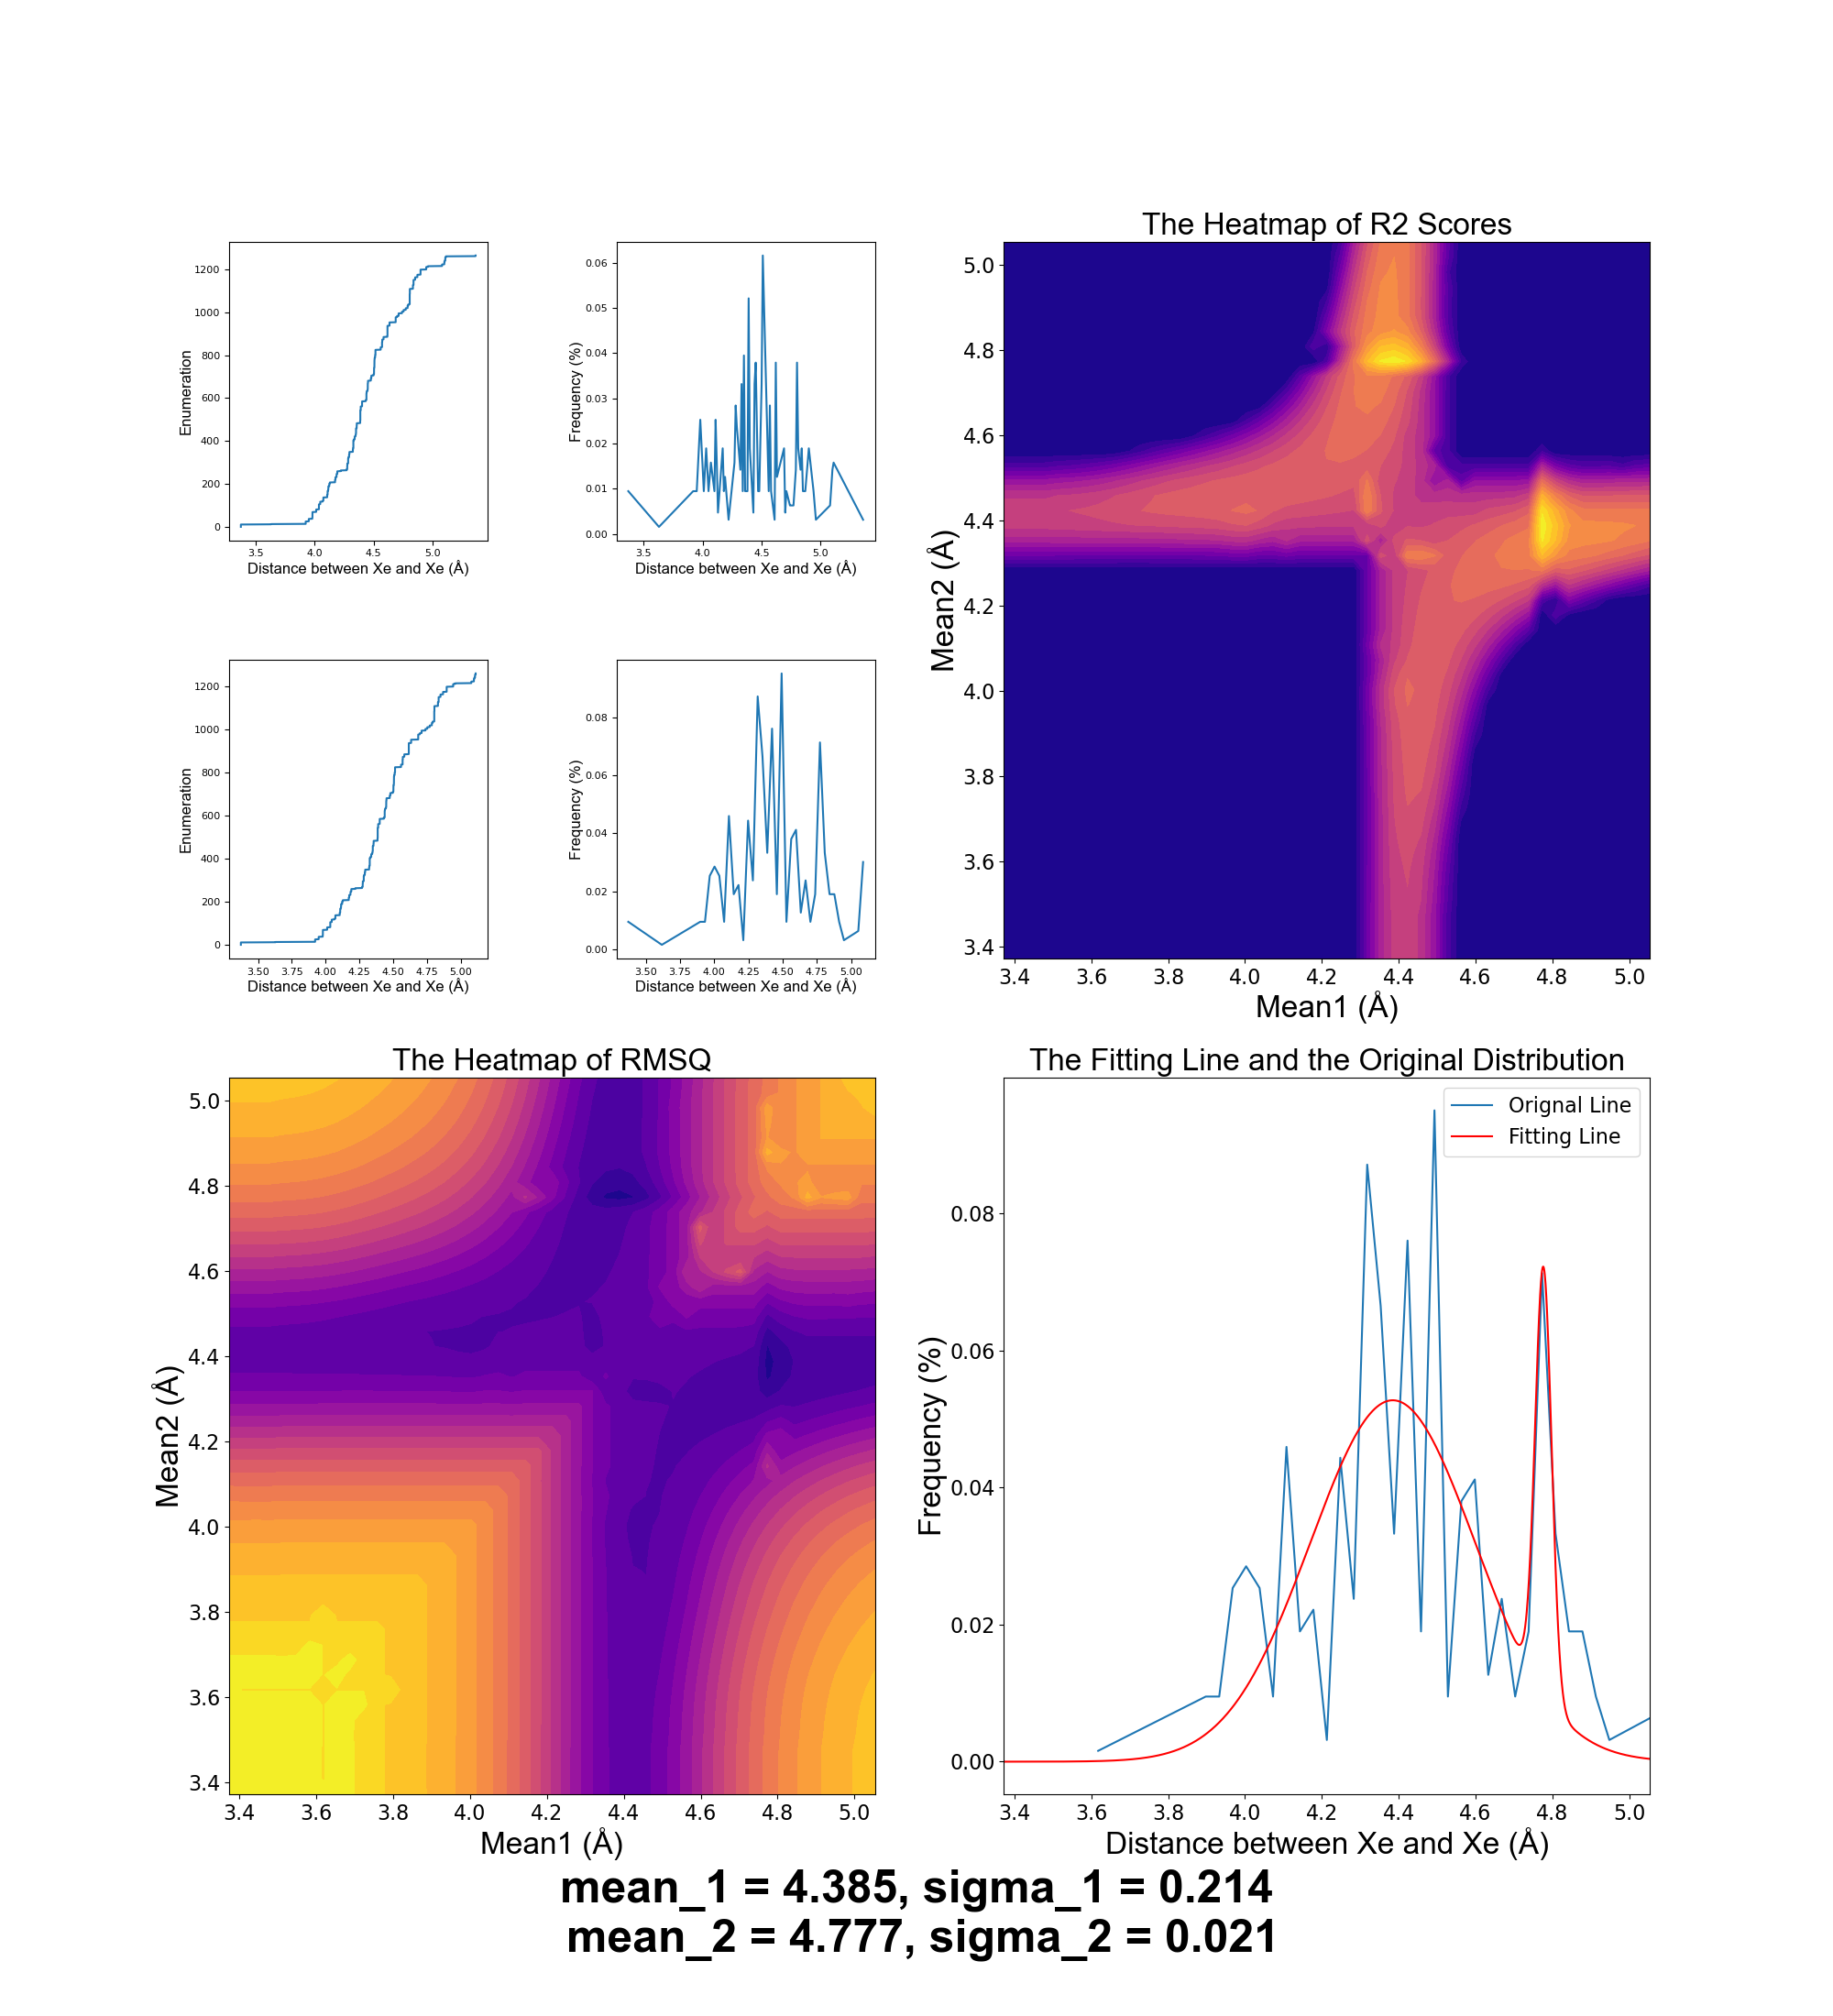 Enumeration
1200
1000
800
600
400
200
0
3.5 4.0 4.5 5.0
Distance between Xe and Xe (Å)
Frequency (%)
0.06
0.05
0.04
0.03
0.02
0.01
0.00
3.5 4.0 4.5 5.0
Distance between Xe and Xe (Å)
The Heatmap of R2 Scores
Mean2 (Å)
5.0
4.8
4.6
4.4
4.2
4.0
3.8
3.6
3.4
3.4 3.6 3.8 4.0 4.2 4.4 4.6 4.8 5.0
Mean1 (Å)
Enumeration
1200
1000
800
600
400
200
0
3.50 3.75 4.00 4.25 4.50 4.75 5.00
Distance between Xe and Xe (Å)
Frequency (%)
0.08
0.06
0.04
0.02
0.00
3.50 3.75 4.00 4.25 4.50 4.75 5.00
Distance between Xe and Xe (Å)
The Heatmap of RMSQ
Mean2 (Å)
5.0
4.8
4.6
4.4
4.2
4.0
3.8
3.6
3.4
3.4 3.6 3.8 4.0 4.2 4.4 4.6 4.8 5.0
Mean1 (Å)
The Fitting Line and the Original Distribution
Orignal Line
Fitting Line
Frequency (%)
0.08
0.06
0.04
0.02
0.00
3.4 3.6 3.8 4.0 4.2 4.4 4.6 4.8 5.0
Distance between Xe and Xe (Å)
mean_1 = 4.385, sigma_1 = 0.214
mean_2 = 4.777, sigma_2 = 0.021